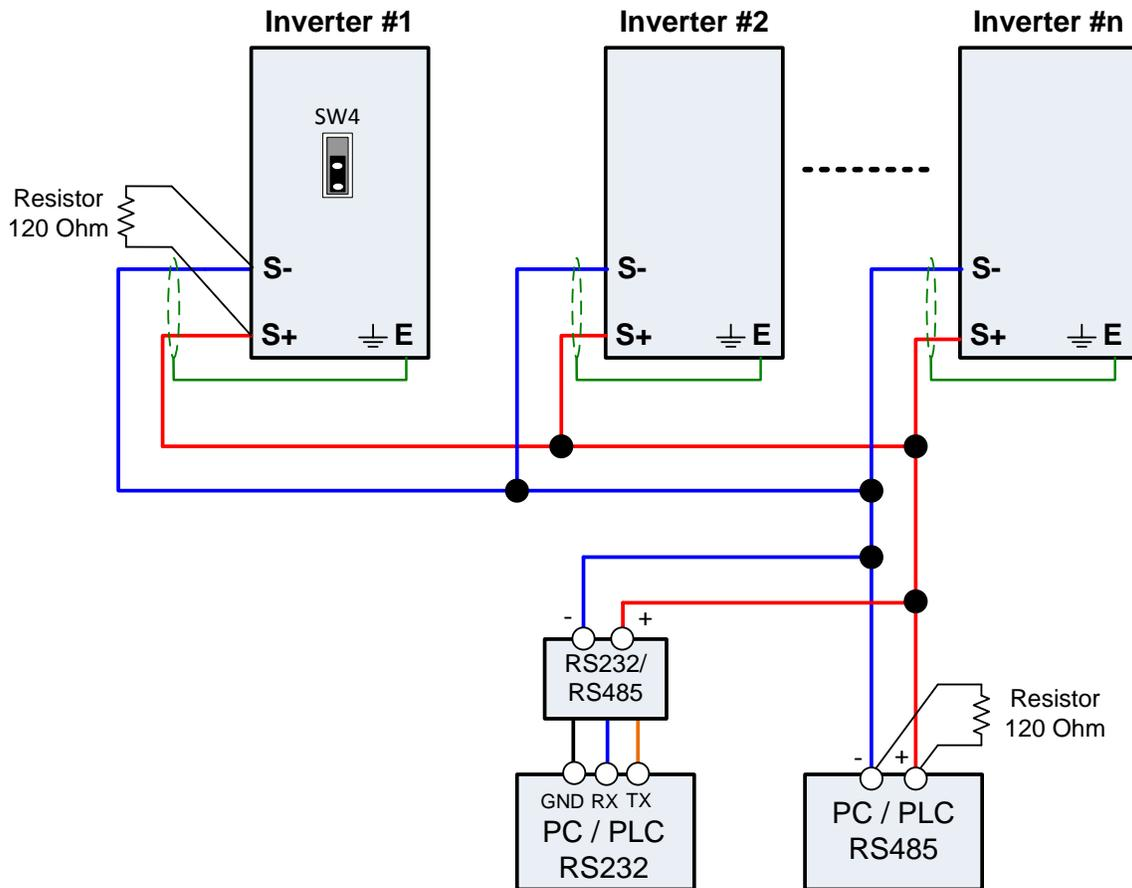 Inverter #1
Inverter #2
Inverter #n
SW4
Resistor
120 Ohm
S-
S+
E
S-
S+
E
S-
S+
E
- +
RS232/
RS485
GND RX TX
PC / PLC
RS232
Resistor
120 Ohm
- +
PC / PLC
RS485